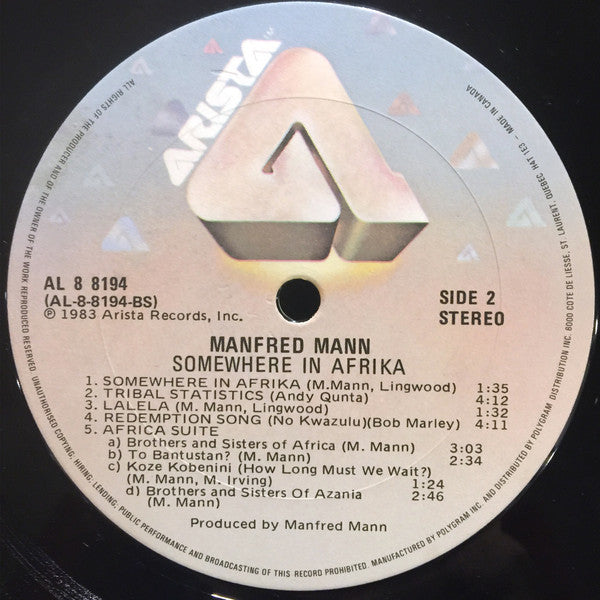 ARISTA
AL 8 8194
(AL-8-8194-BS)
℗ 1983 Arista Records, Inc.
SIDE 2
STEREO
MANFRED MANN
SOMEWHERE IN AFRIKA
1. SOMEWHERE IN AFRIKA (M.Mann, Lingwood) 1:35
2. TRIBAL STATISTICS (Andy Qunta) 4:12
3. LALELA (M. Mann, Lingwood) 1:32
4. REDEMPTION SONG (No Kwazulu)(Bob Marley) 4:11
5. AFRICA SUITE
a) Brothers and Sisters of Africa (M. Mann) 3:03
b) To Bantustan? (M. Mann) 2:34
c) Koze Kobenini (How Long Must We Wait?)
(M. Mann, M. Irving) 1:24
d) Brothers and Sisters Of Azania 2:46
(M. Mann)
Produced by Manfred Mann
ALL RIGHTS OF THE PRODUCER AND OF THE OWNER OF THE WORK REPRODUCED RESERVED. UNAUTHORISED COPYING, HIRING, LENDING, PUBLIC PERFORMANCE AND BROADCASTING OF THIS RECORD PROHIBITED. MANUFACTURED BY POLYGRAM INC. AND DISTRIBUTED BY POLYGRAM DISTRIBUTION INC. 6000 COTE DE LIESSE, ST. LAURENT, QUEBEC, H4T 1E3 - MADE IN CANADA